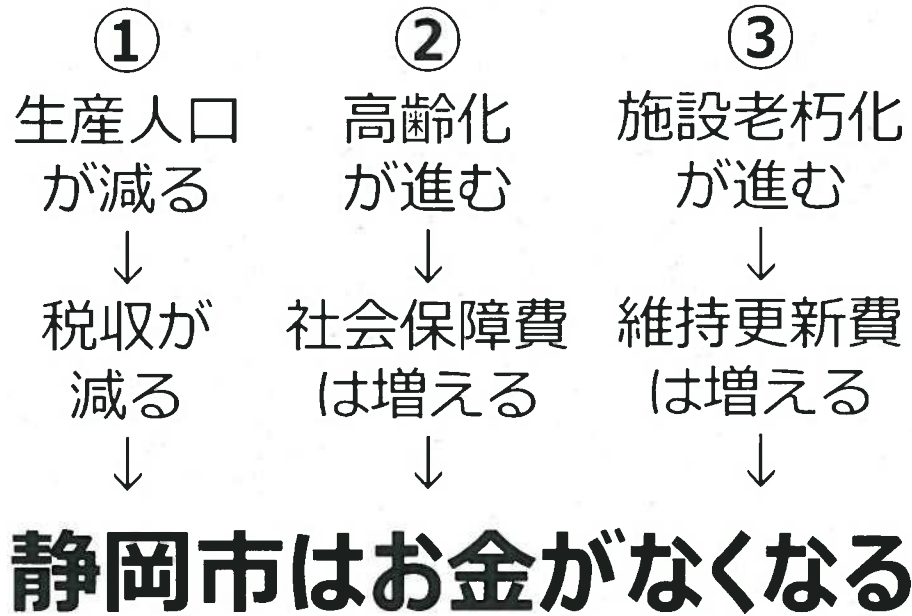 ①
生産人口
が減る
↓
税収が
減る
↓
②
高齢化
が進む
↓
社会保障費
は増える
↓
③
施設老朽化
が進む
↓
維持更新費
は増える
↓
静岡市はお金がなくなる